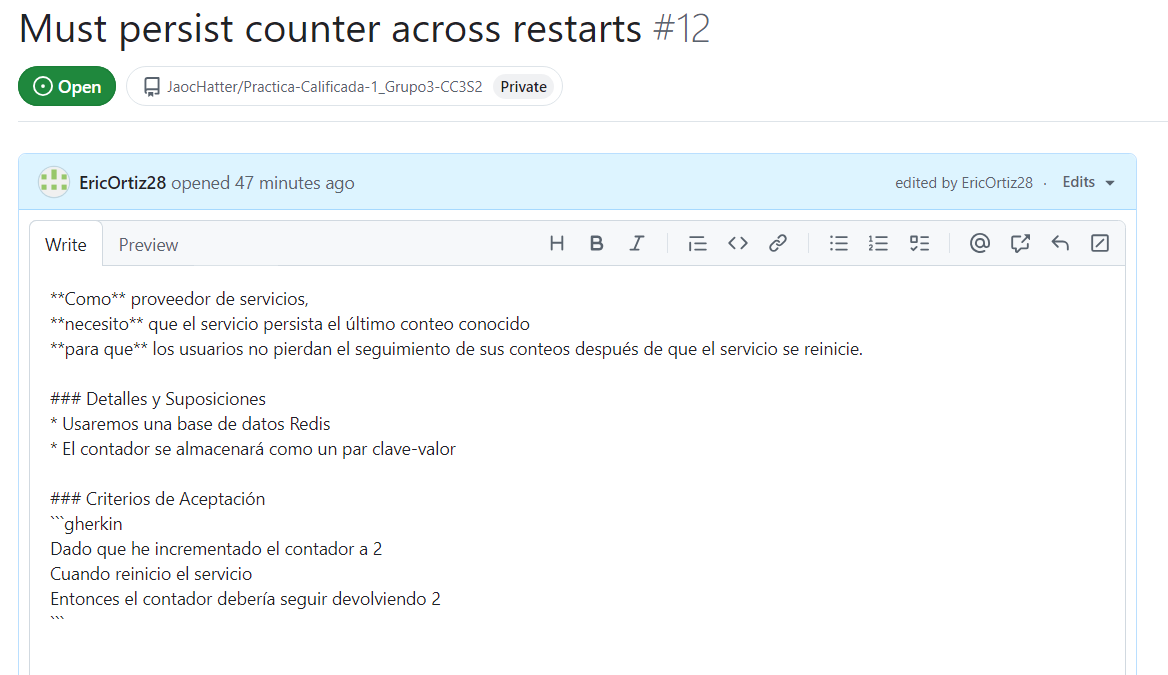 Must persist counter across restarts #12
Open JaocHatter/Practica-Calificada-1_Grupo3-CC3S2 Private
EricOrtiz28 opened 47 minutes ago edited by EricOrtiz28 · Edits
Write Preview
**Como** proveedor de servicios,
**necesito** que el servicio persista el último conteo conocido
**para que** los usuarios no pierdan el seguimiento de sus conteos después de que el servicio se reinicie.
### Detalles y Suposiciones
* Usaremos una base de datos Redis
* El contador se almacenará como un par clave-valor
### Criterios de Aceptación
```gherkin
Dado que he incrementado el contador a 2
Cuando reinicio el servicio
Entonces el contador debería seguir devolviendo 2
```